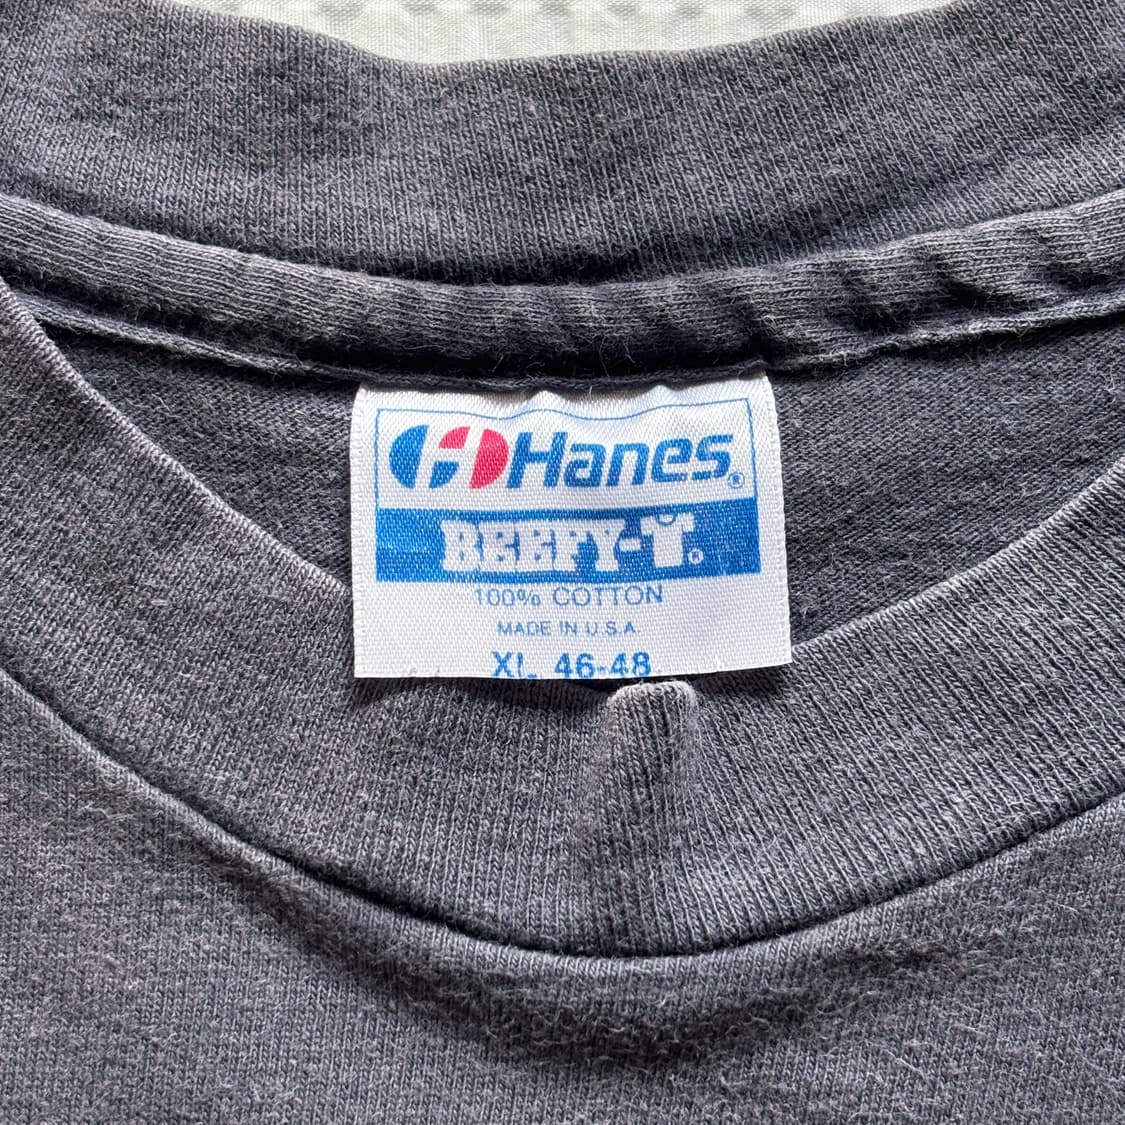 Hanes®
BEEFY-T®
100% COTTON
MADE IN U.S.A.
XL 46-48